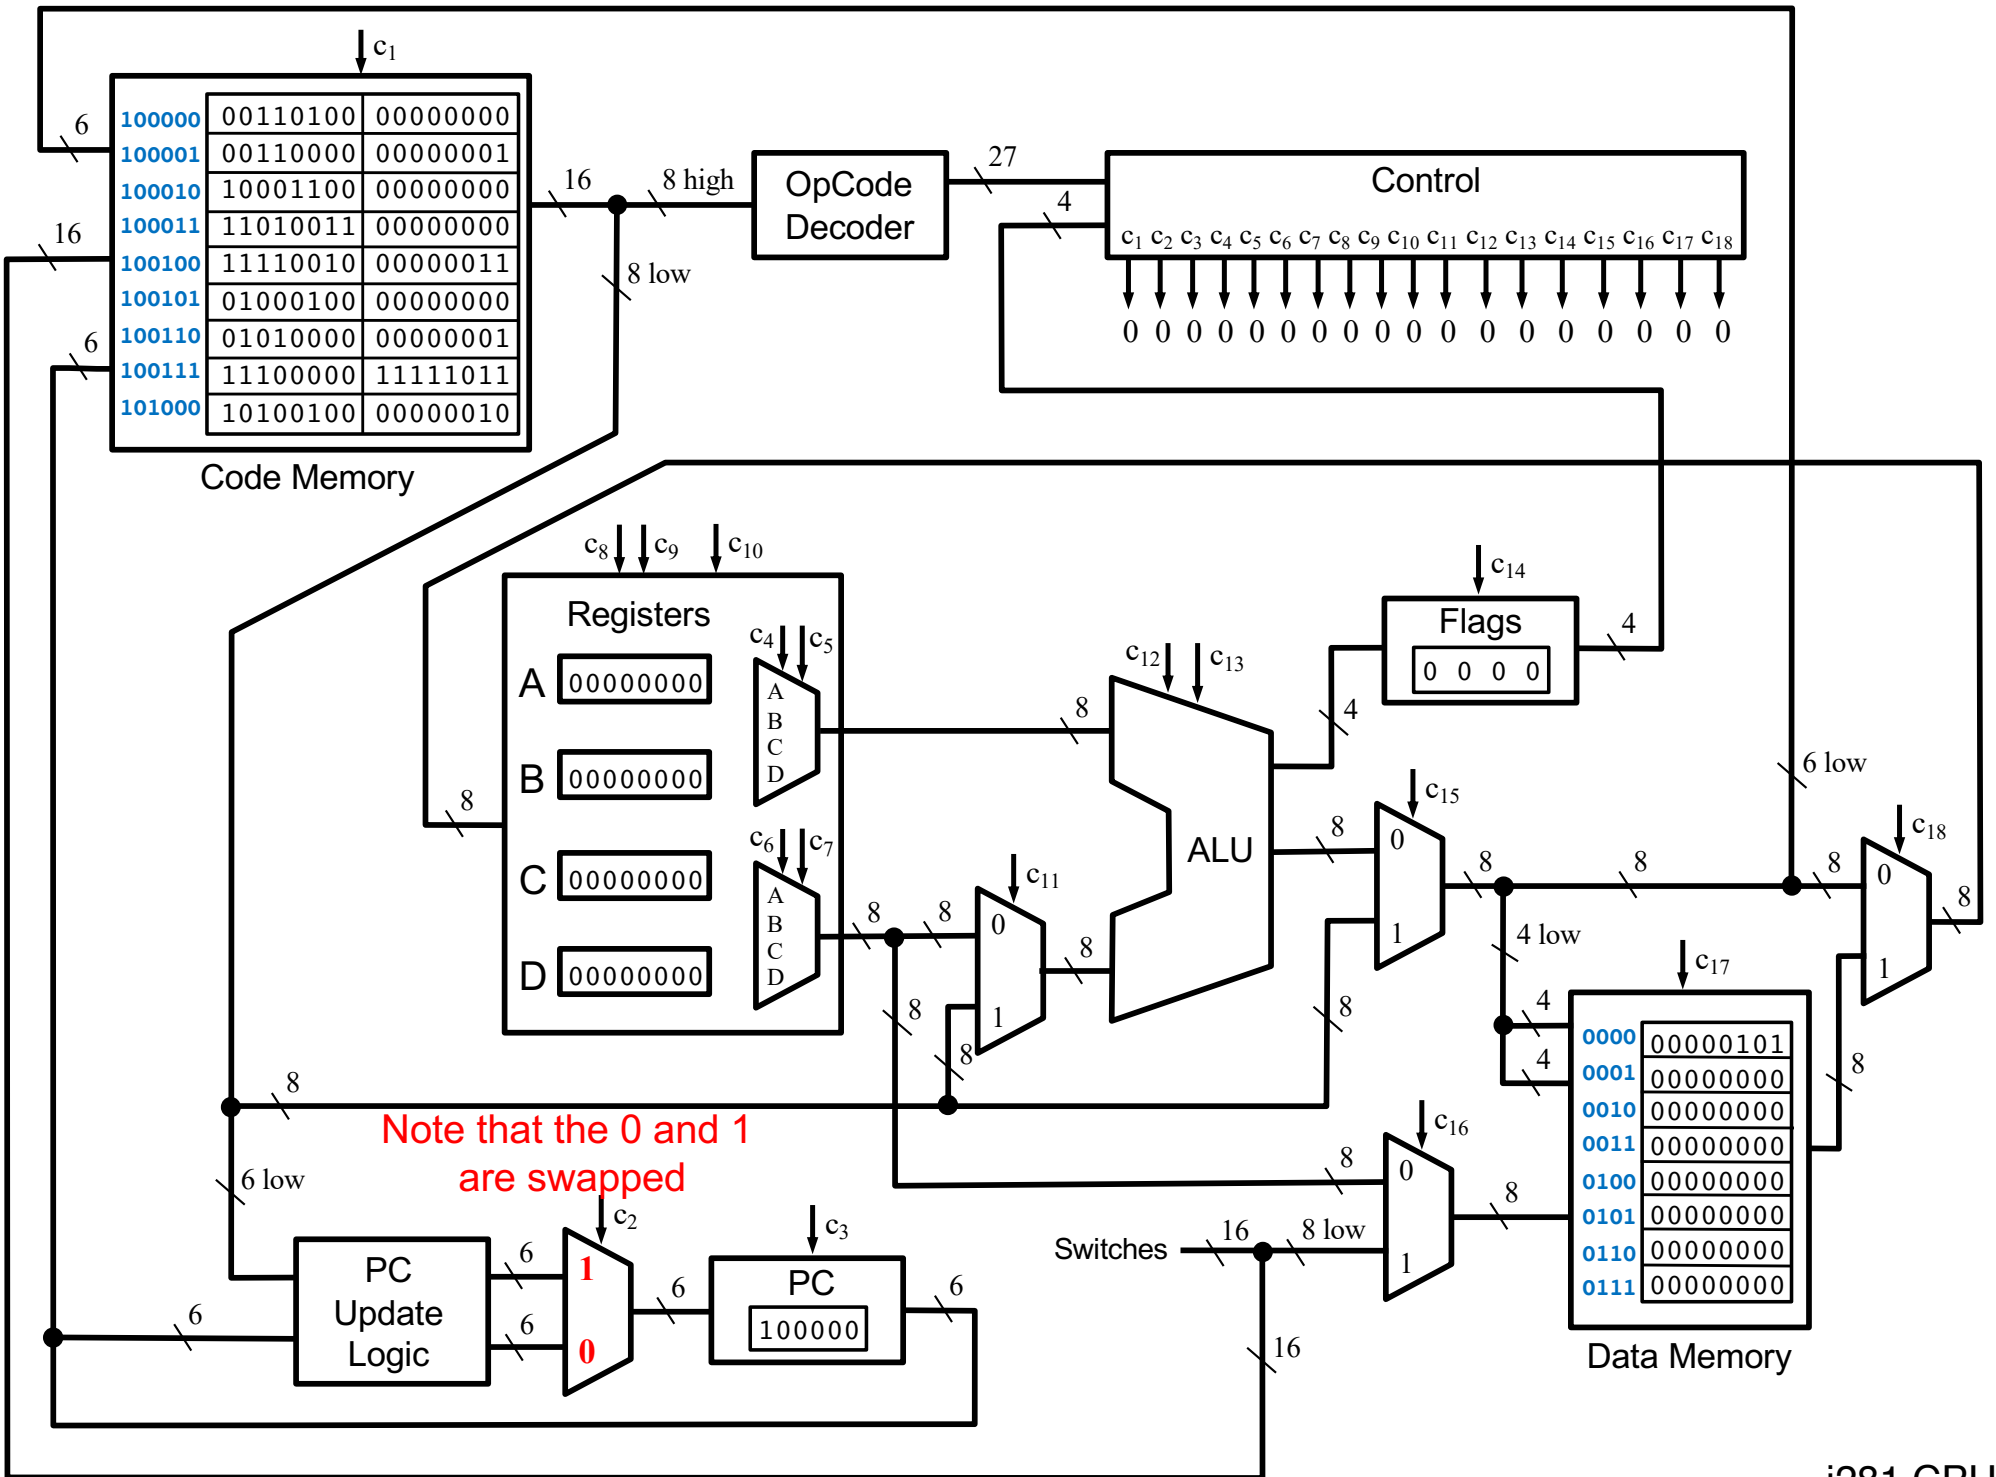 c1
100000 00110100 00000000
100001 00110000 00000001
100010 10001100 00000000
100011 11010011 00000000
100100 11110010 00000011
100101 01000100 00000000
100110 01010000 00000001
100111 11100000 11111011
101000 10100100 00000010
Code Memory
6
16
6
16
8 high
8 low
OpCode
Decoder
27
4
Control
c1 c2 c3 c4 c5 c6 c7 c8 c9 c10 c11 c12 c13 c14 c15 c16 c17 c18
0 0 0 0 0 0 0 0 0 0 0 0 0 0 0 0 0 0
c8 c9 c10
Registers
A 00000000
B 00000000
C 00000000
D 00000000
8
c4 c5
A
B
C
D
c6 c7
A
B
C
D
8
8
8
8
8
c11
0
1
8
c12 c13
ALU
4
c14
Flags
0 0 0 0
4
8
c15
0
1
8
8
8
8
6 low
4 low
4
4
c18
0
1
8
8
c17
0000 00000101
0001 00000000
0010 00000000
0011 00000000
0100 00000000
0101 00000000
0110 00000000
0111 00000000
Data Memory
8
Note that the 0 and 1
are swapped
6 low
c2
PC
Update
Logic
6
6
6
1
0
6
c3
PC
100000
6
Switches
16
8 low
16
8
c16
0
1
8